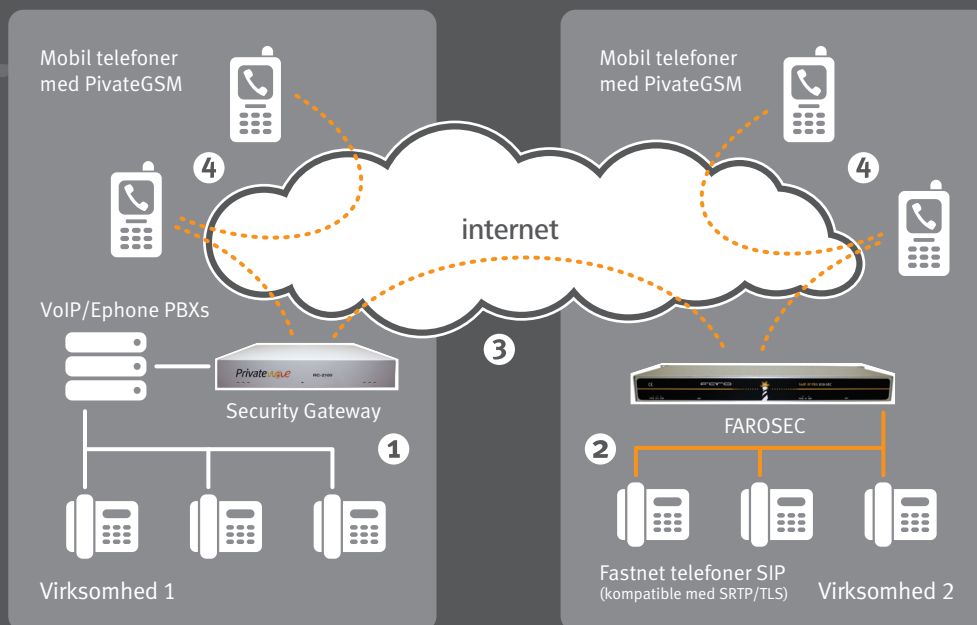 Mobil telefoner
med PivateGSM
4
VoIP/Ephone PBXs
Privatewave
Security Gateway
1
Virksomhed 1
internet
3
Mobil telefoner
med PivateGSM
4
FAROSEC
2
Fastnet telefoner SIP
(kompatible med SRTP/TLS)
Virksomhed 2